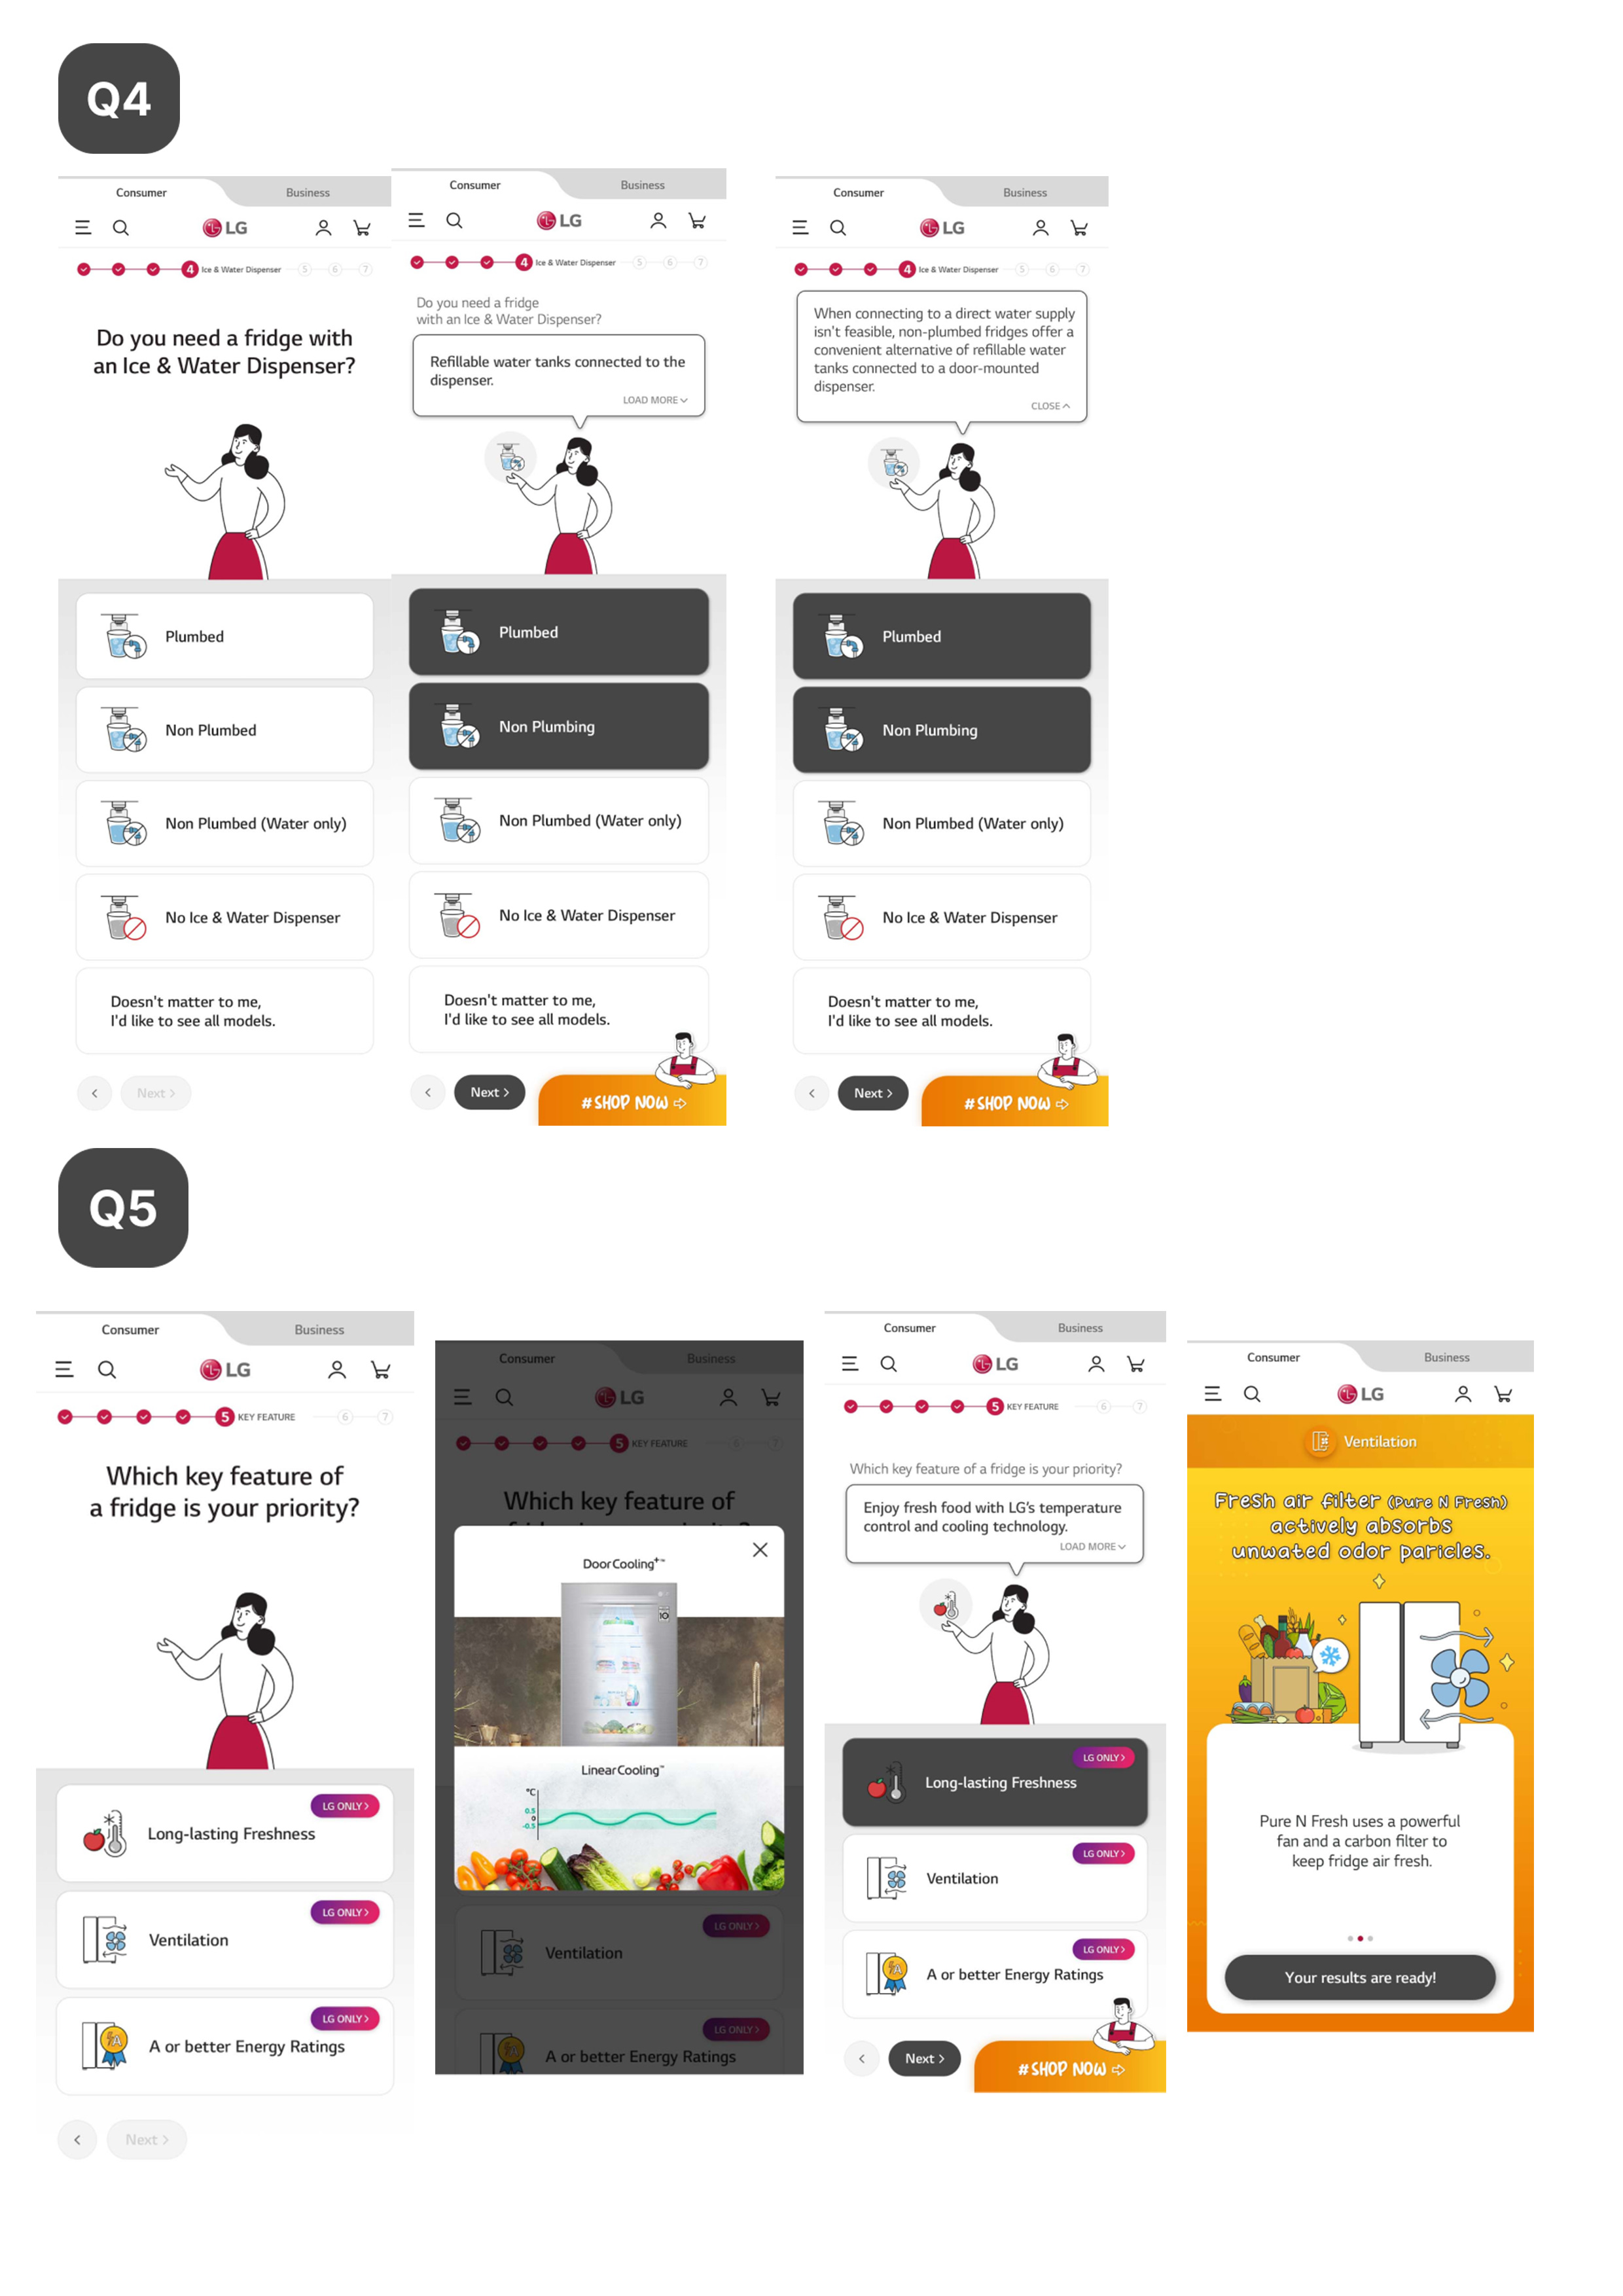 Q4
Consumer
Business
LG
4 Ice & Water Dispenser 5 6 7
Do you need a fridge with
an Ice & Water Dispenser?
Plumbed
Non Plumbed
Non Plumbed (Water only)
No Ice & Water Dispenser
Doesn't matter to me,
I'd like to see all models.
Next >
Consumer
Business
LG
4 Ice & Water Dispenser 5 6 7
Do you need a fridge
with an Ice & Water Dispenser?
Refillable water tanks connected to the
dispenser.
LOAD MORE
Plumbed
Non Plumbing
Non Plumbed (Water only)
No Ice & Water Dispenser
Doesn't matter to me,
I'd like to see all models.
Next >
#SHOP NOW
Consumer
Business
LG
4 Ice & Water Dispenser 5 6 7
When connecting to a direct water supply
isn't feasible, non-plumbed fridges offer a
convenient alternative of refillable water
tanks connected to a door-mounted
dispenser.
CLOSE
Plumbed
Non Plumbing
Non Plumbed (Water only)
No Ice & Water Dispenser
Doesn't matter to me,
I'd like to see all models.
Next >
#SHOP NOW
Q5
Consumer
Business
LG
5 KEY FEATURE 6 7
Which key feature of
a fridge is your priority?
LG ONLY >
Long-lasting Freshness
LG ONLY >
Ventilation
LG ONLY >
A or better Energy Ratings
Next >
Consumer
Business
LG
5 KEY FEATURE 6 7
Which key feature of
DoorCooling+™
LinearCooling™
°C
0.5
0
-0.5
LG ONLY >
Ventilation
LG ONLY >
A or better Energy Ratings
Consumer
Business
LG
5 KEY FEATURE 6 7
Which key feature of a fridge is your priority?
Enjoy fresh food with LG's temperature
control and cooling technology.
LOAD MORE
LG ONLY >
Long-lasting Freshness
LG ONLY >
Ventilation
LG ONLY >
A or better Energy Ratings
Next >
#SHOP NOW
Consumer
Business
LG
Ventilation
Fresh air filter (Pure N Fresh)
actively absorbs
unwated odor paricles.
Pure N Fresh uses a powerful
fan and a carbon filter to
keep fridge air fresh.
Your results are ready!